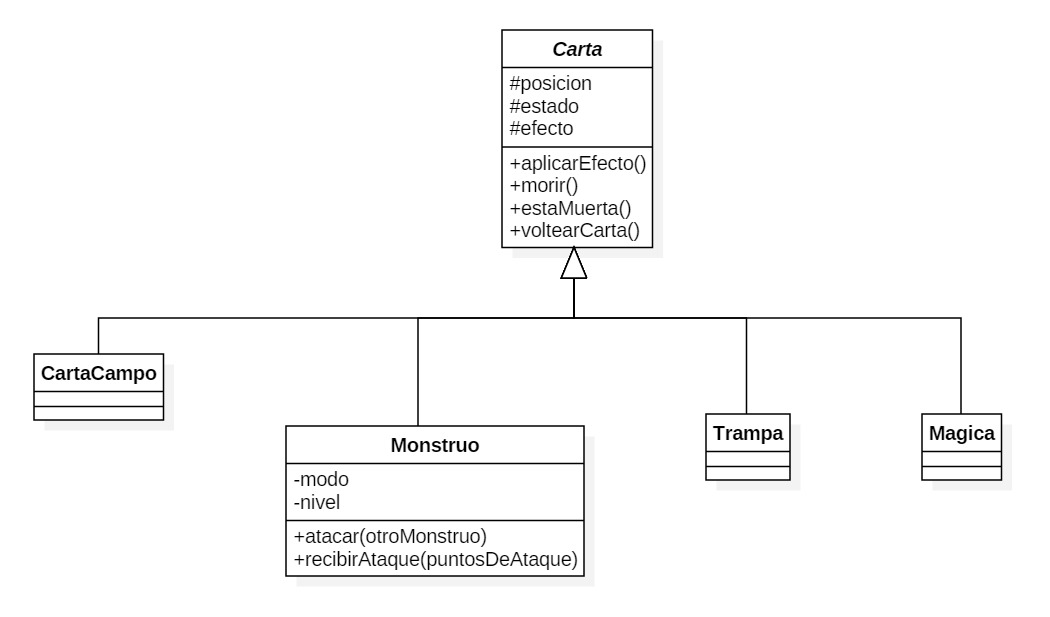 Carta
#posicion
#estado
#efecto
+aplicarEfecto()
+morir()
+estaMuerta()
+voltearCarta()
CartaCampo
Monstruo
-modo
-nivel
+atacar(otroMonstruo)
+recibirAtaque(puntosDeAtaque)
Trampa
Magica